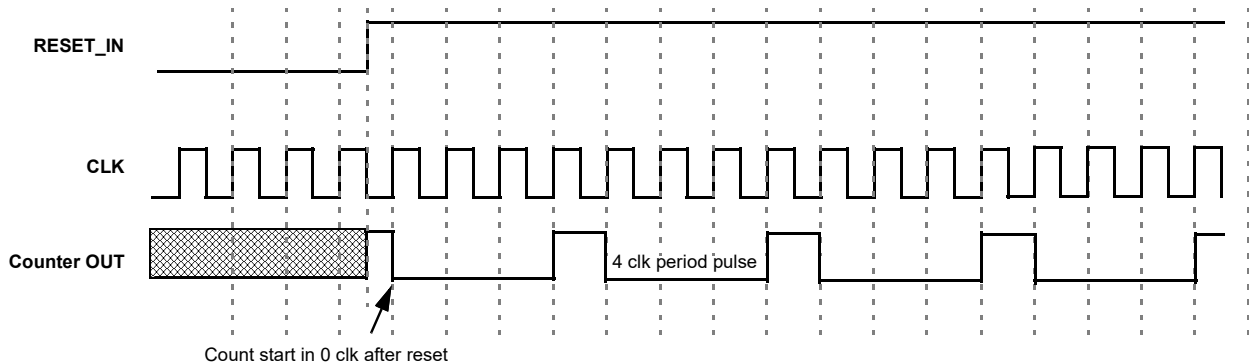 RESET_IN
CLK
Counter OUT
4 clk period pulse
Count start in 0 clk after reset